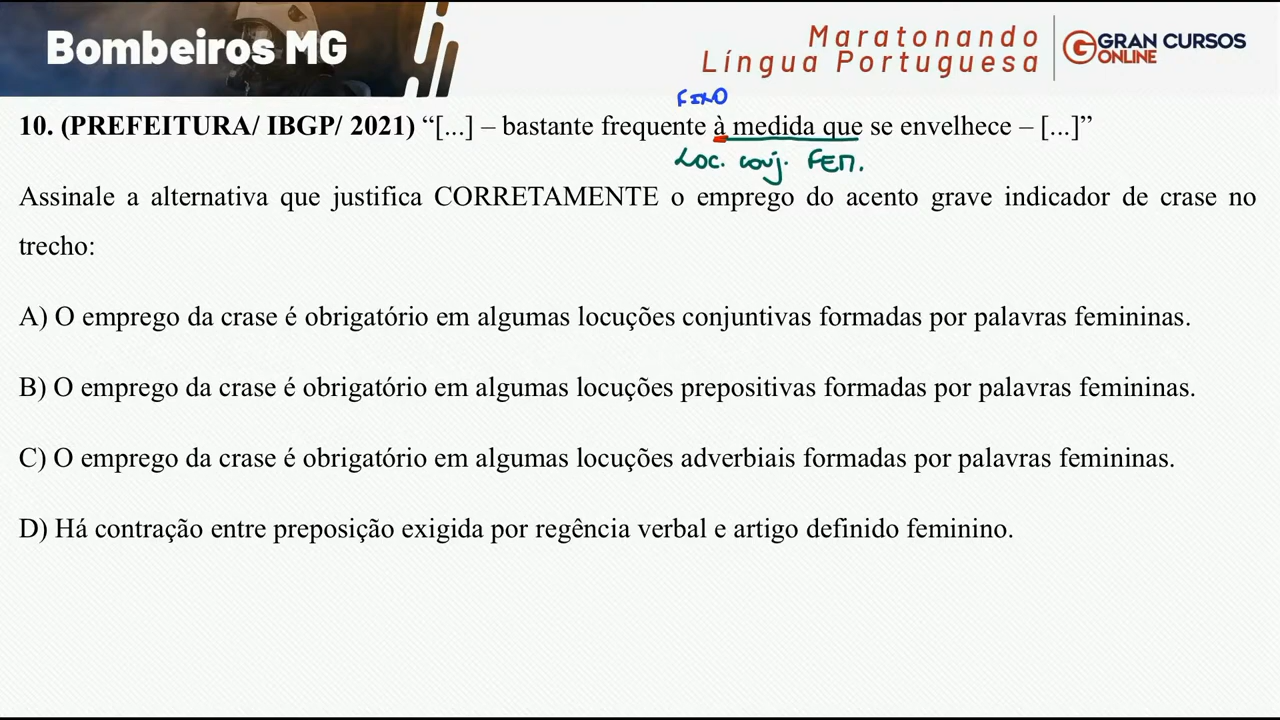 Bombeiros MG
Maratonando
Língua Portuguesa
GRAN CURSOS
ONLINE
FIXO
10. (PREFEITURA/ IBGP/ 2021) “[...] – bastante frequente à medida que se envelhece – [...]”
LOC. conj. FEM.
Assinale a alternativa que justifica CORRETAMENTE o emprego do acento grave indicador de crase no
trecho:
A) O emprego da crase é obrigatório em algumas locuções conjuntivas formadas por palavras femininas.
B) O emprego da crase é obrigatório em algumas locuções prepositivas formadas por palavras femininas.
C) O emprego da crase é obrigatório em algumas locuções adverbiais formadas por palavras femininas.
D) Há contração entre preposição exigida por regência verbal e artigo definido feminino.